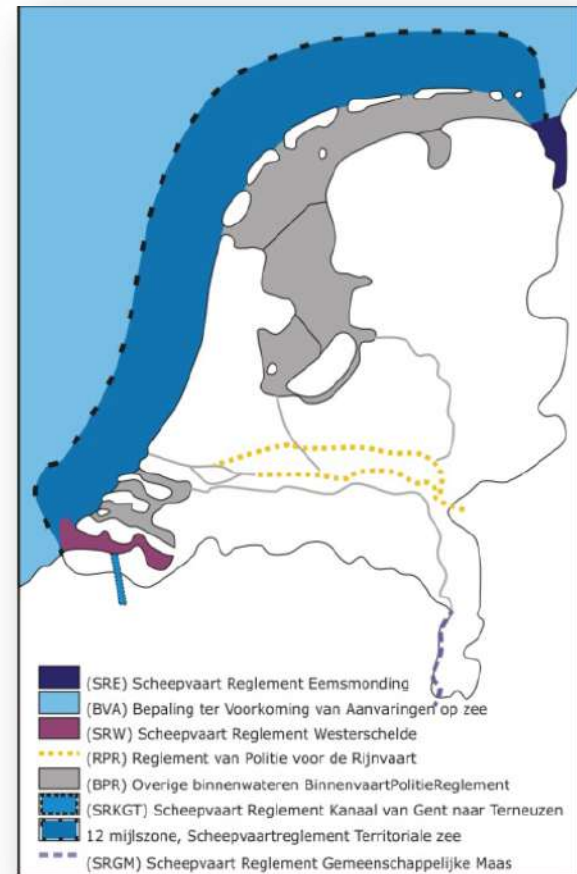 (SRE) Scheepvaart Reglement Eemsmonding
(BVA) Bepaling ter Voorkoming van Aanvaringen op zee
(SRW) Scheepvaart Reglement Westerschelde
(RPR) Reglement van Politie voor de Rijnvaart
(BPR) Overige binnenwateren BinnenvaartPolitieReglement
(SRKGT) Scheepvaart Reglement Kanaal van Gent naar Terneuzen
12 mijlszone, Scheepvaartreglement Territoriale zee
(SRGM) Scheepvaart Reglement Gemeenschappelijke Maas